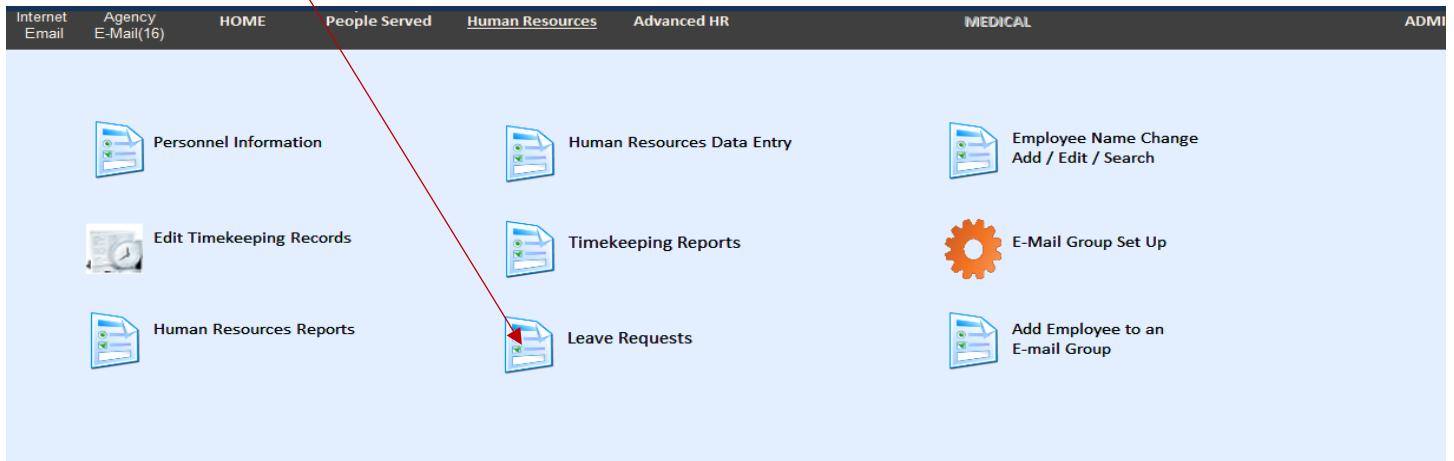 Internet Email
Agency E-Mail(16)
HOME
People Served
Human Resources
Advanced HR
MEDICAL
ADMI
Personnel Information
Human Resources Data Entry
Employee Name Change
Add / Edit / Search
Edit Timekeeping Records
Timekeeping Reports
E-Mail Group Set Up
Human Resources Reports
Leave Requests
Add Employee to an
E-mail Group